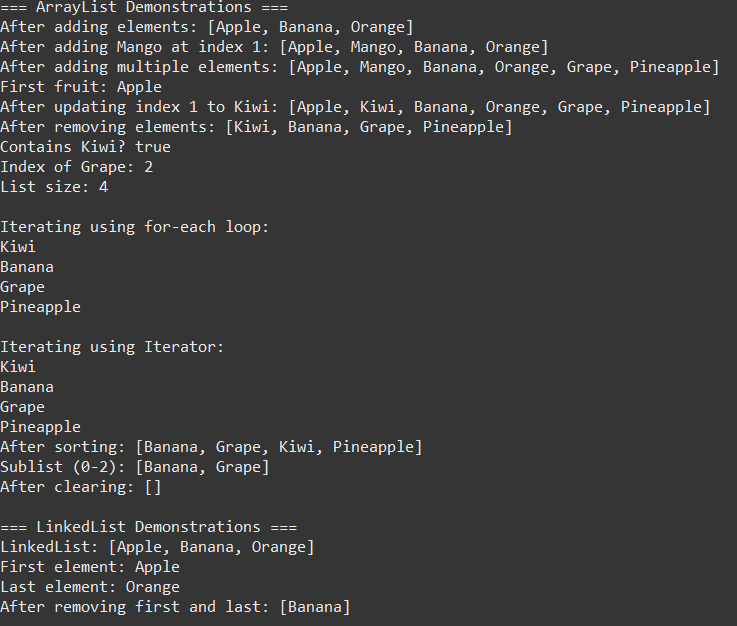 === ArrayList Demonstrations ===
After adding elements: [Apple, Banana, Orange]
After adding Mango at index 1: [Apple, Mango, Banana, Orange]
After adding multiple elements: [Apple, Mango, Banana, Orange, Grape, Pineapple]
First fruit: Apple
After updating index 1 to Kiwi: [Apple, Kiwi, Banana, Orange, Grape, Pineapple]
After removing elements: [Kiwi, Banana, Grape, Pineapple]
Contains Kiwi? true
Index of Grape: 2
List size: 4

Iterating using for-each loop:
Kiwi
Banana
Grape
Pineapple

Iterating using Iterator:
Kiwi
Banana
Grape
Pineapple
After sorting: [Banana, Grape, Kiwi, Pineapple]
Sublist (0-2): [Banana, Grape]
After clearing: []

=== LinkedList Demonstrations ===
LinkedList: [Apple, Banana, Orange]
First element: Apple
Last element: Orange
After removing first and last: [Banana]